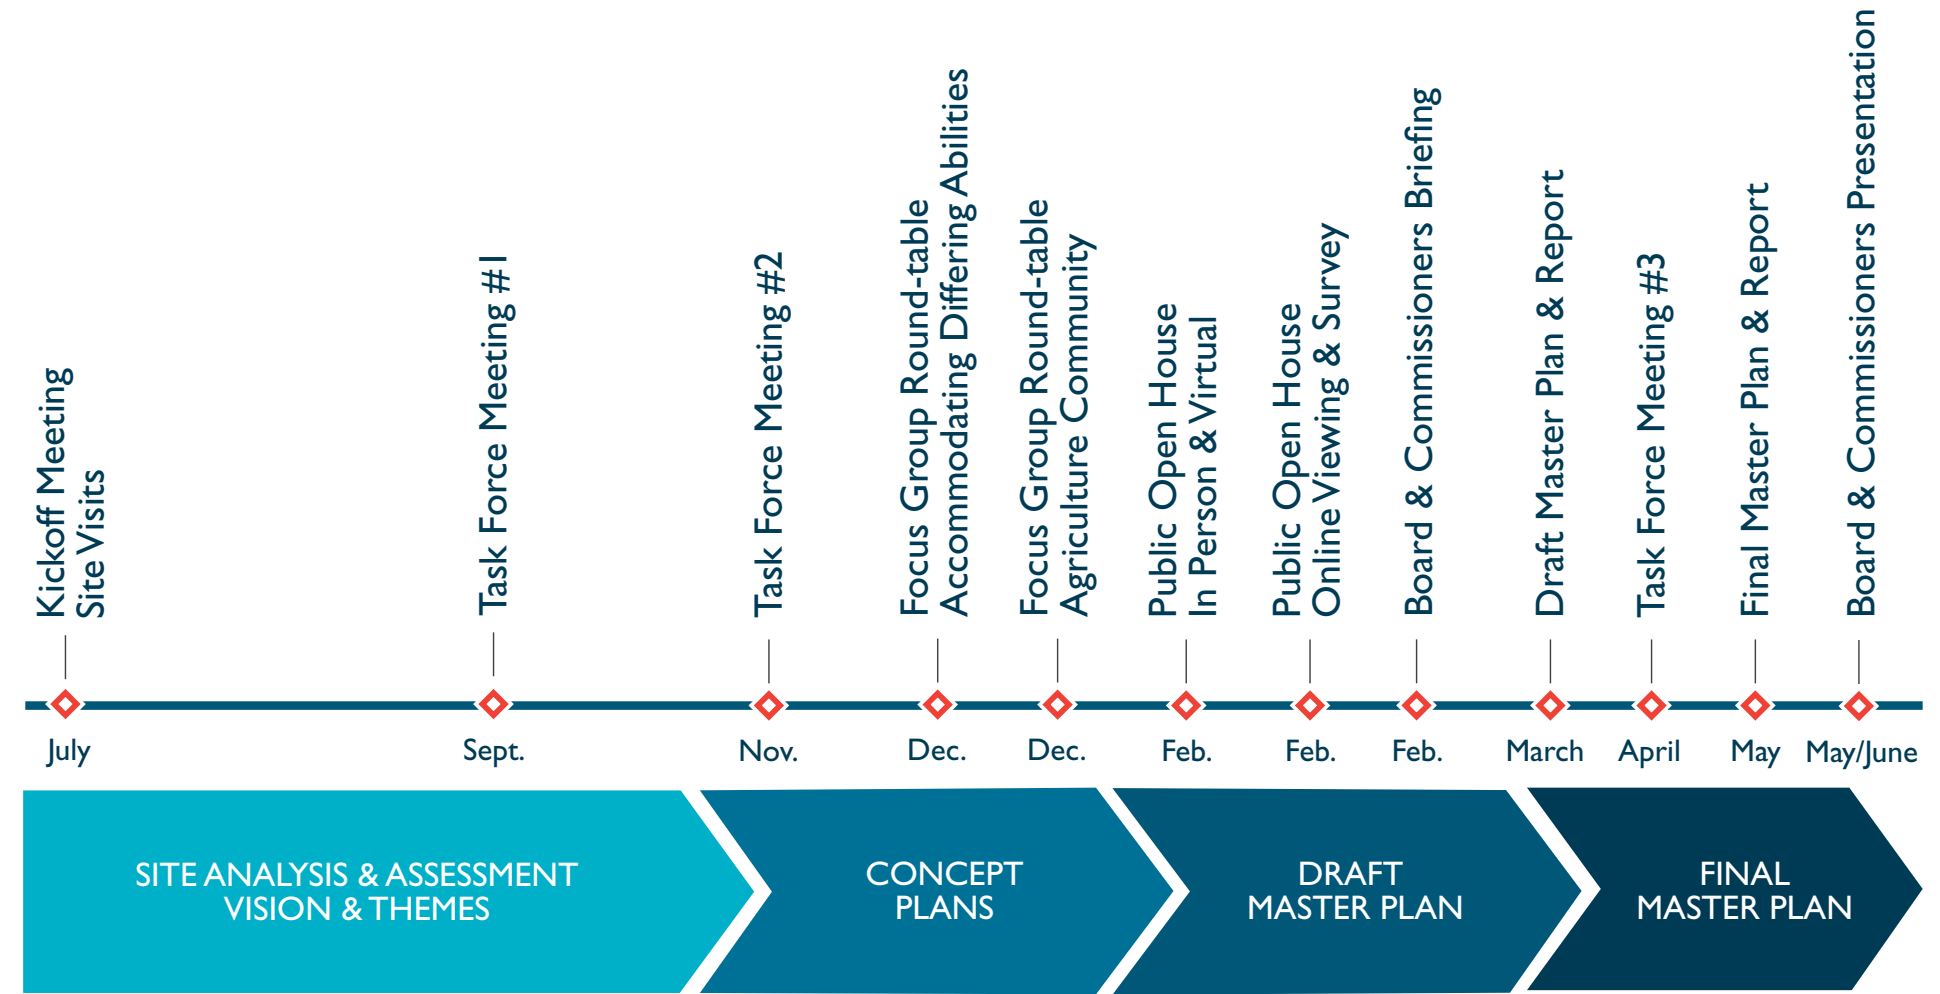 Kickoff Meeting
Site Visits
Task Force Meeting #1
Task Force Meeting #2
Focus Group Round-table
Accommodating Differing Abilities
Focus Group Round-table
Agriculture Community
Public Open House
In Person & Virtual
Public Open House
Online Viewing & Survey
Board & Commissioners Briefing
Draft Master Plan & Report
Task Force Meeting #3
Final Master Plan & Report
Board & Commissioners Presentation
July
Sept.
Nov.
Dec.
Dec.
Feb.
Feb.
Feb.
March
April
May
May/June
SITE ANALYSIS & ASSESSMENT
VISION & THEMES
CONCEPT
PLANS
DRAFT
MASTER PLAN
FINAL
MASTER PLAN